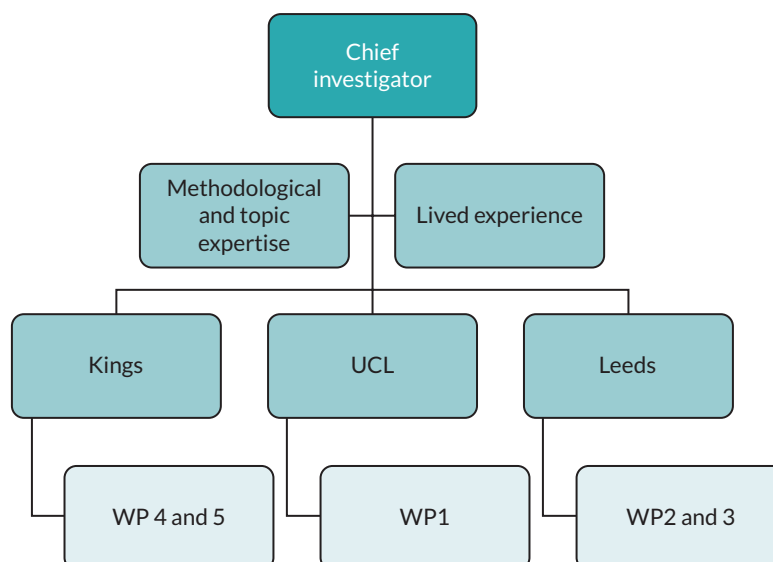 Chief
investigator
Methodological
and topic
expertise
Lived experience
Kings
UCL
Leeds
WP 4 and 5
WP1
WP2 and 3